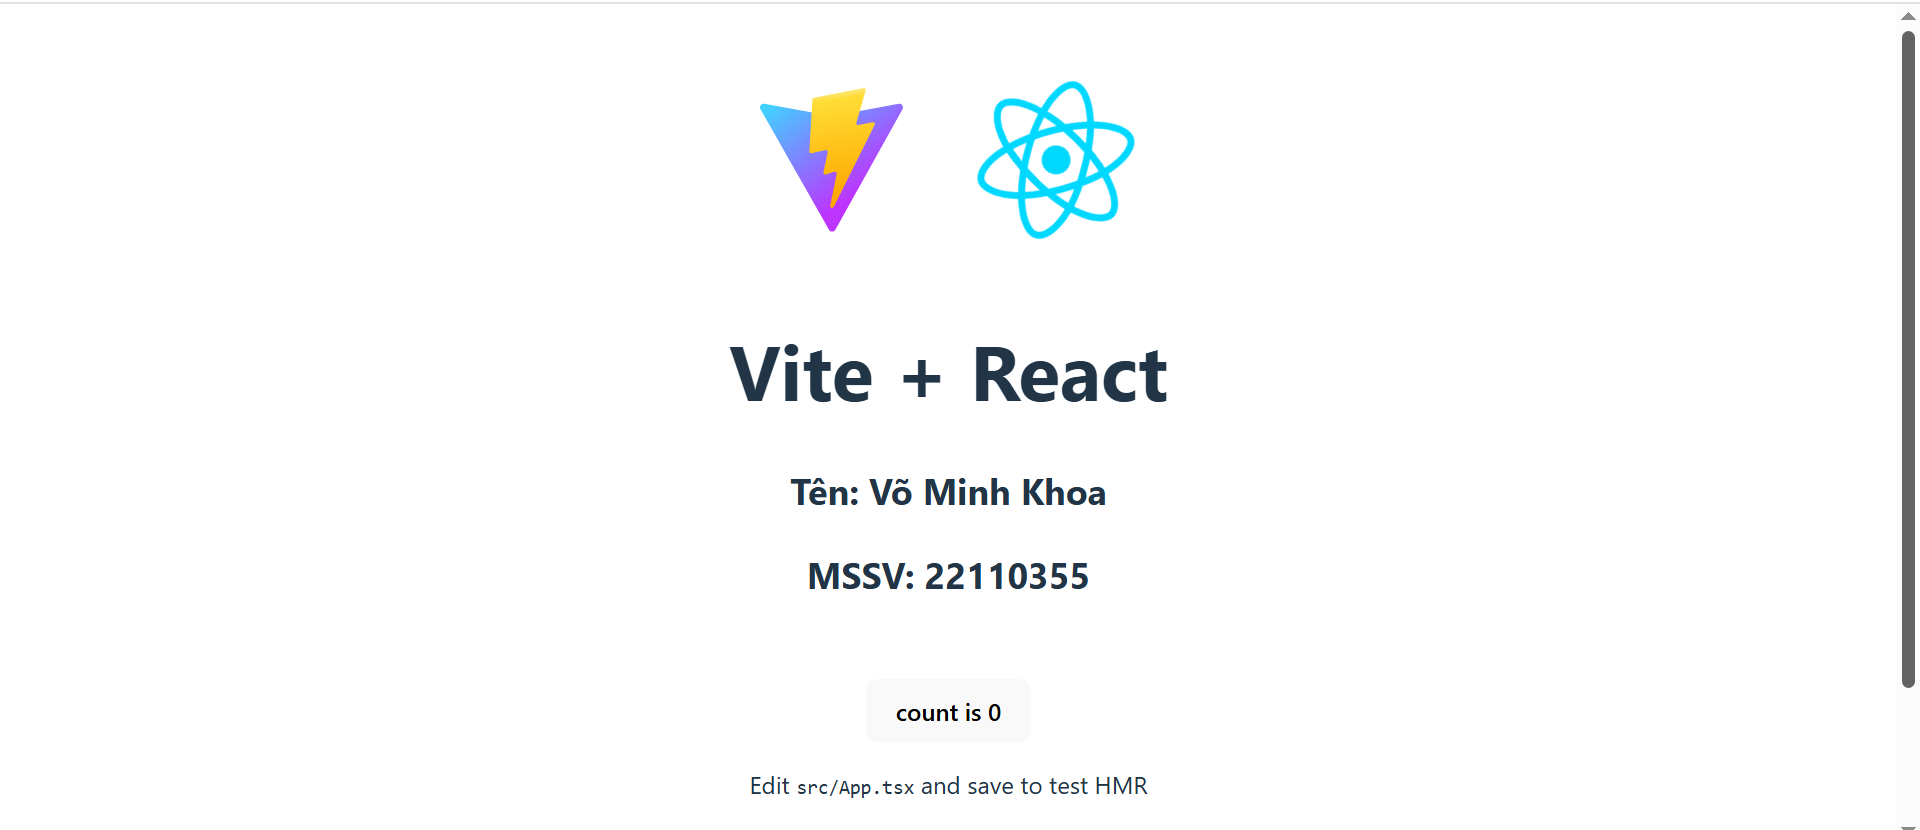 Vite + React
Tên: Võ Minh Khoa
MSSV: 22110355
count is 0
Edit src/App.tsx and save to test HMR